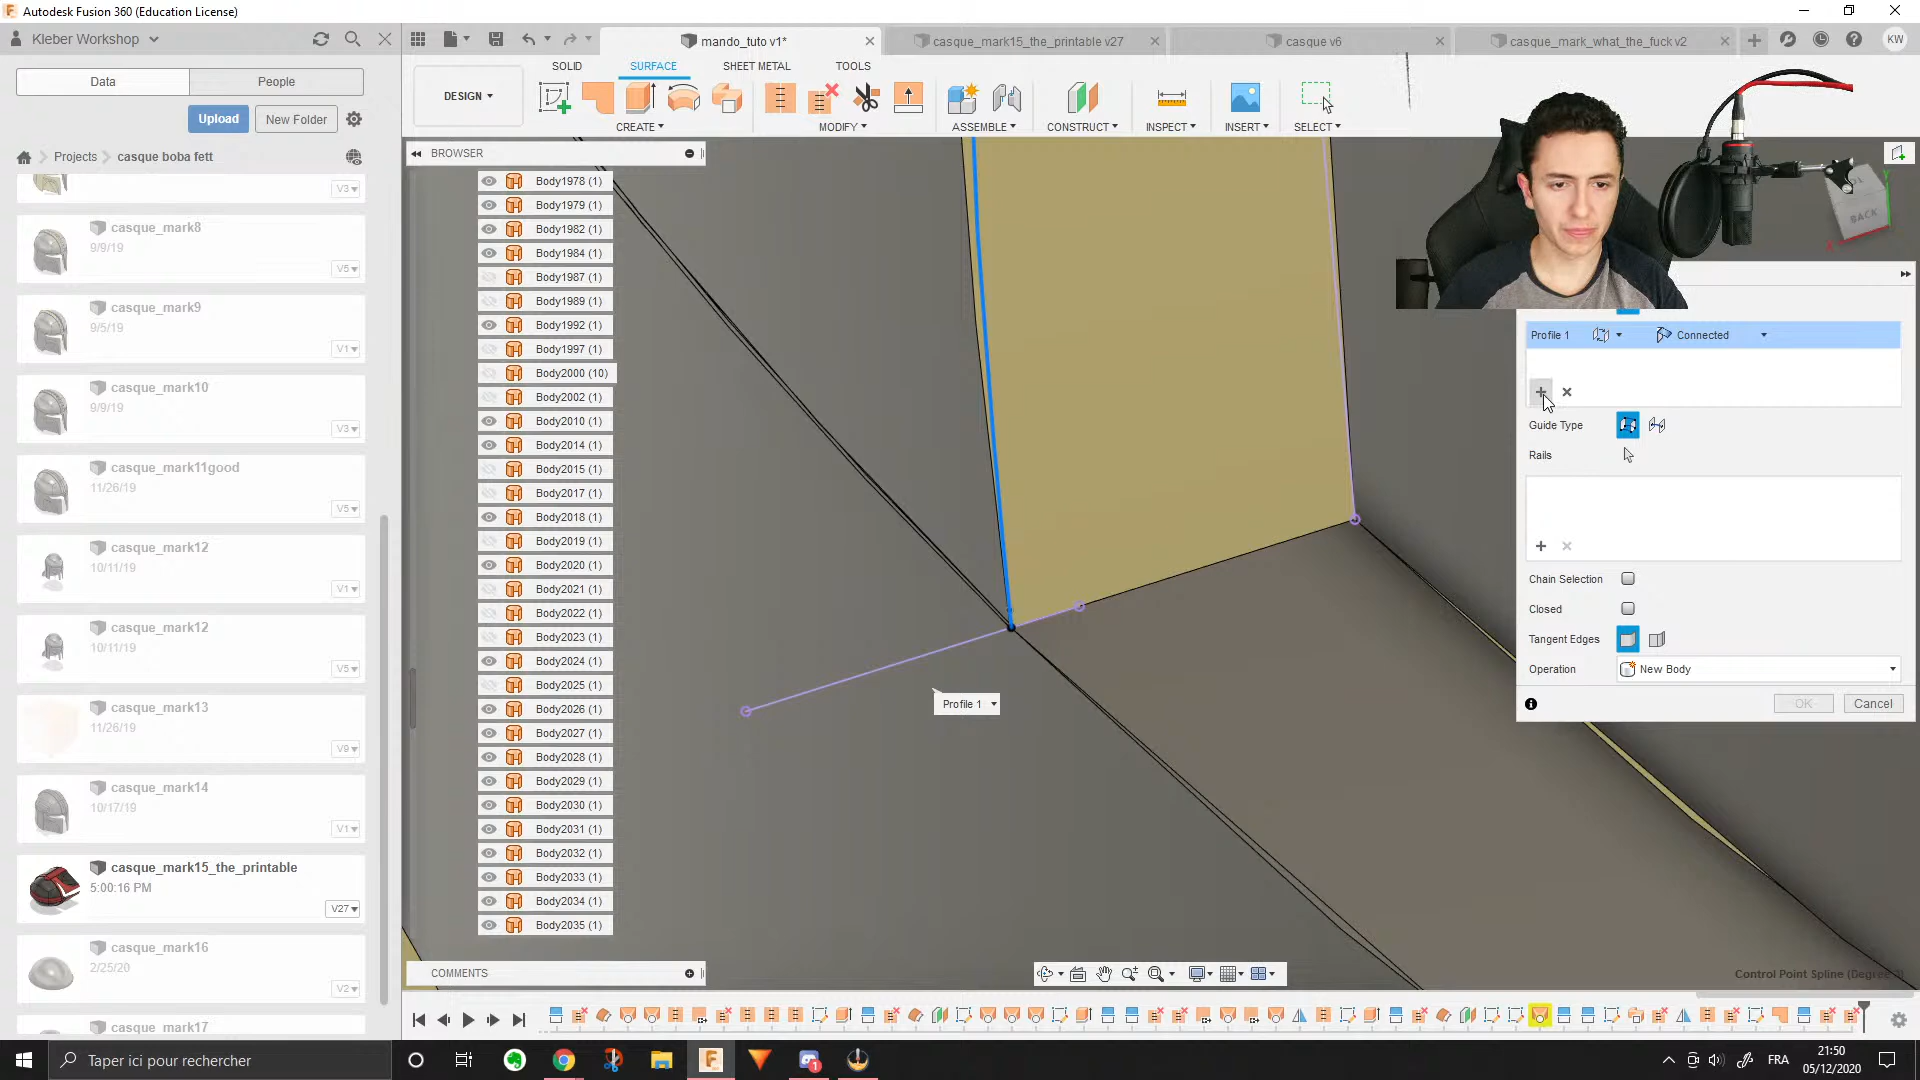 Autodesk Fusion 360 (Education License)
Kleber Workshop
mando_tuto v1*
casque_mark15_the_printable v27
casque v6
casque_mark_what_the_fuck v2
KW
Data
People
Upload
New Folder
Projects
casque boba fett
SOLID
SURFACE
SHEET METAL
TOOLS
DESIGN
CREATE
MODIFY
ASSEMBLE
CONSTRUCT
INSPECT
INSERT
SELECT
V3
casque_mark8
9/9/19
V5
casque_mark9
9/5/19
V1
casque_mark10
9/9/19
V3
casque_mark11good
11/26/19
V5
casque_mark12
10/11/19
V1
casque_mark12
10/11/19
V5
casque_mark13
11/26/19
V9
casque_mark14
10/17/19
V1
casque_mark15_the_printable
5:00:16 PM
V27
casque_mark16
2/25/20
V2
casque_mark17
BROWSER
Body1978 (1)
Body1979 (1)
Body1982 (1)
Body1984 (1)
Body1987 (1)
Body1989 (1)
Body1992 (1)
Body1997 (1)
Body2000 (10)
Body2002 (1)
Body2010 (1)
Body2014 (1)
Body2015 (1)
Body2017 (1)
Body2018 (1)
Body2019 (1)
Body2020 (1)
Body2021 (1)
Body2022 (1)
Body2023 (1)
Body2024 (1)
Body2025 (1)
Body2026 (1)
Body2027 (1)
Body2028 (1)
Body2029 (1)
Body2030 (1)
Body2031 (1)
Body2032 (1)
Body2033 (1)
Body2034 (1)
Body2035 (1)
COMMENTS
Profile 1
BACK
Profile 1
Connected
Guide Type
Rails
Chain Selection
Closed
Tangent Edges
Operation
New Body
OK
Cancel
Taper ici pour rechercher
FRA
21:50
05/12/2020